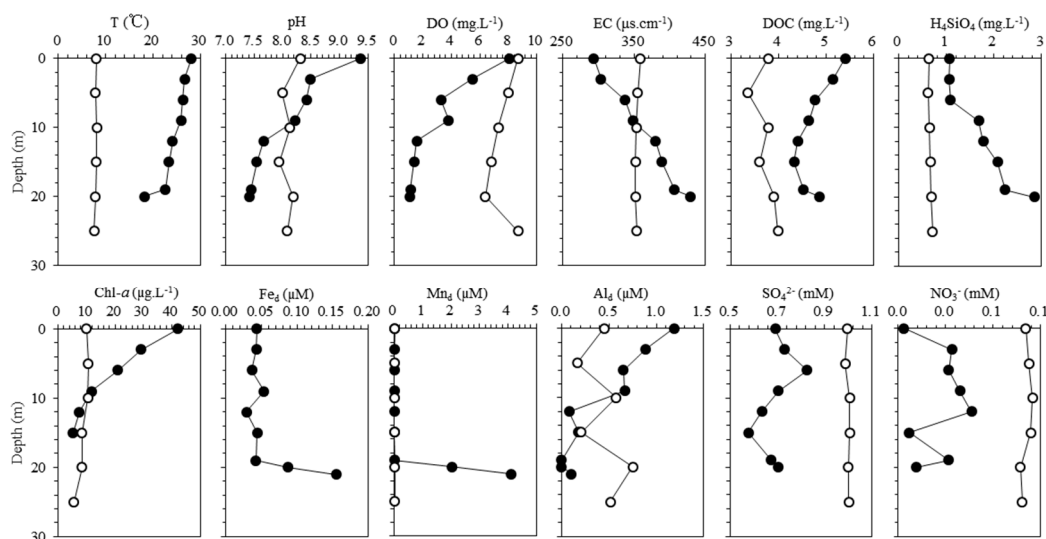 T (℃) pH DO (mg.L-1) EC (μs.cm-1) DOC (mg.L-1) H4SiO4 (mg.L-1)
0 10 20 30 7.0 7.5 8.0 8.5 9.0 9.5 0 2 4 6 8 10 250 350 450 3 4 5 6 0 1 2 3
0
10
Depth (m)
20
30
Chl-a (μg.L-1) Fed (μM) Mnd (μM) Ald (μM) SO42- (mM) NO3- (mM)
0 10 20 30 40 50 0.00 0.05 0.10 0.15 0.20 0 1 2 3 4 5 0.0 0.5 1.0 1.5 0.5 0.7 0.9 1.1 0.0 0.0 0.1 0.1
0
10
Depth (m)
20
30